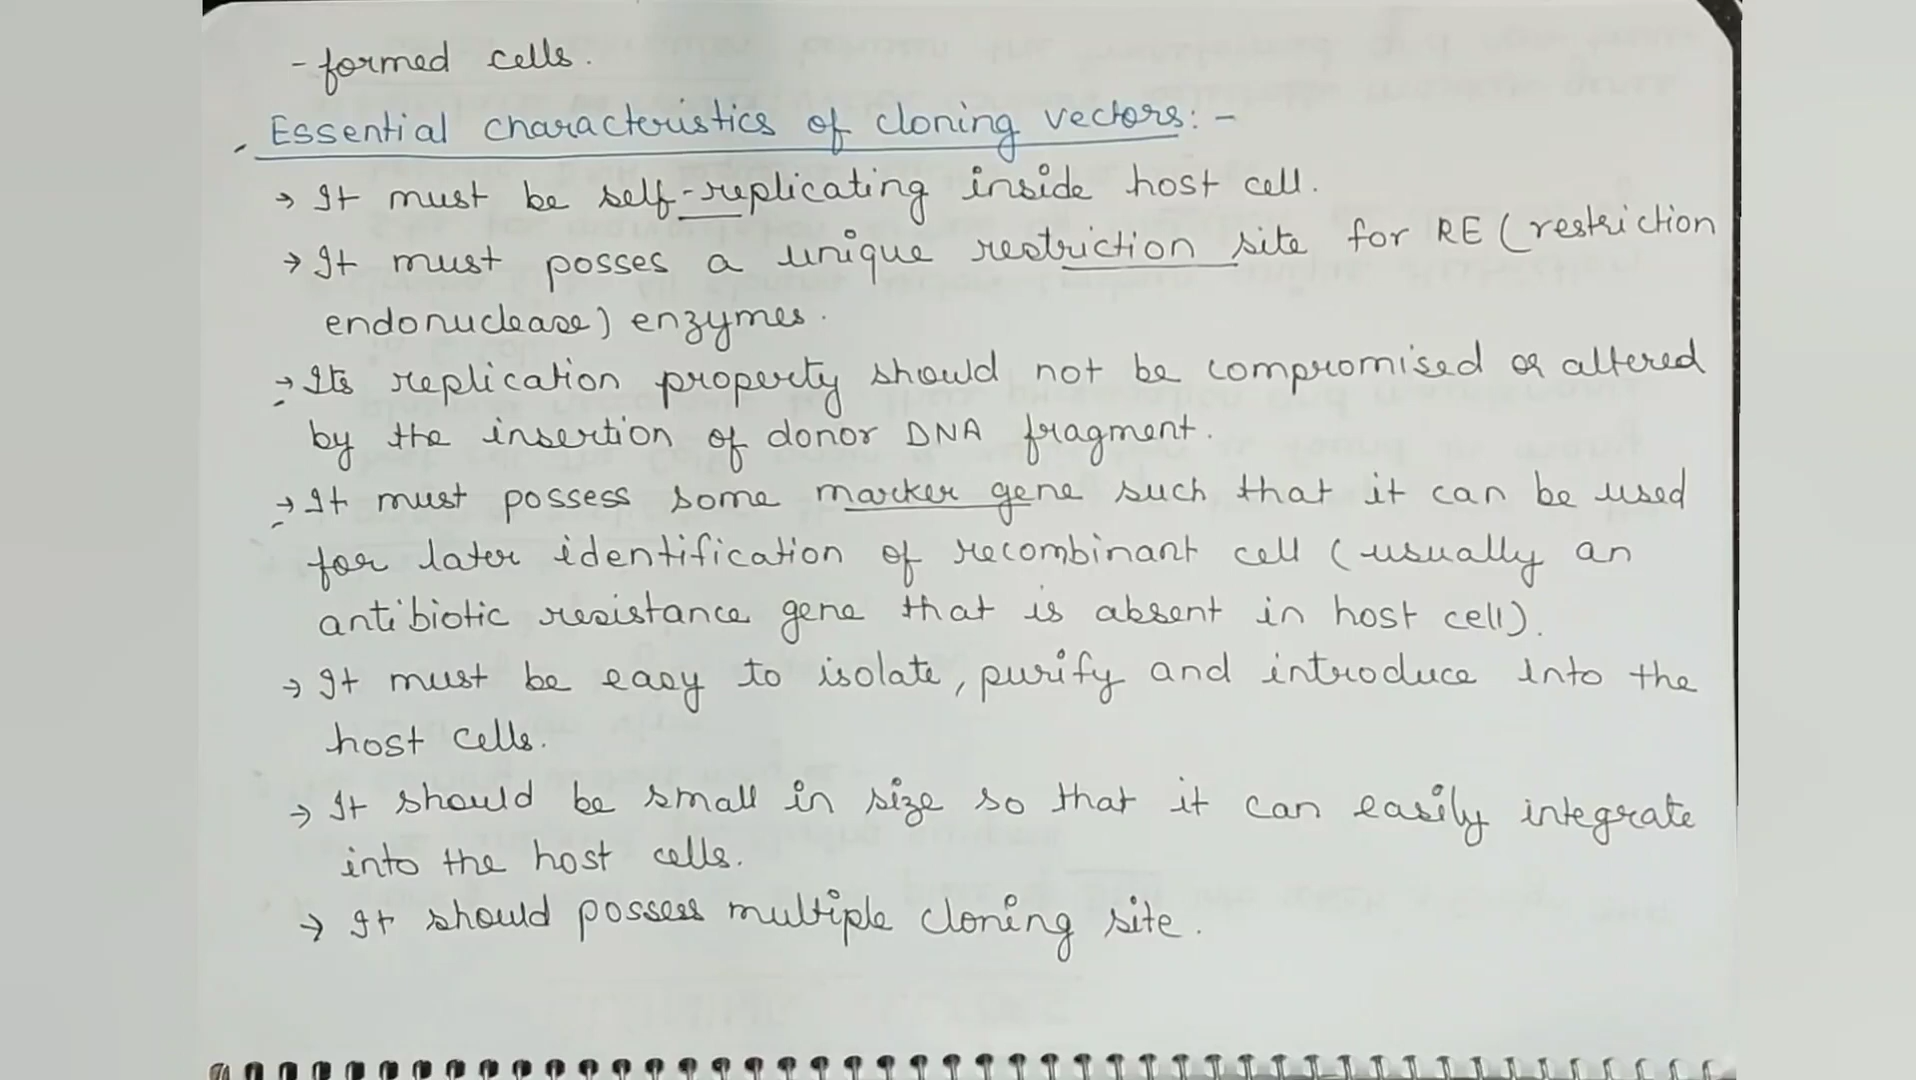 - formed cells.
Essential characteristics of cloning vectors: -
→ It must be self-replicating inside host cell.
→ It must posses a unique restriction site for RE (restriction
endonuclease) enzymes.
→ Its replication property should not be compromised or altered
by the insertion of donor DNA fragment.
→ It must possess some marker gene such that it can be used
for later identification of recombinant cell (usually an
antibiotic resistance gene that is absent in host cell).
→ It must be easy to isolate, purify and introduce into the
host cells.
→ It should be small in size so that it can easily integrate
into the host cells.
→ It should possess multiple cloning site.